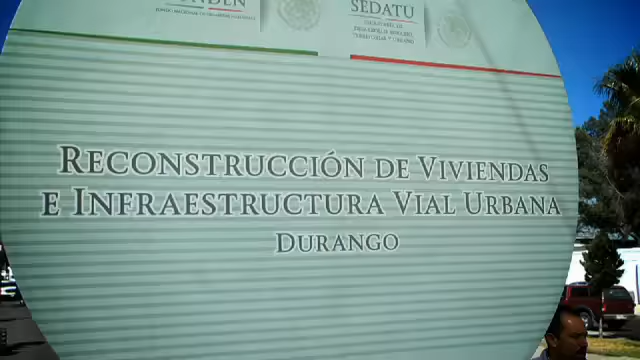 SEDATU
RECONSTRUCCIÓN DE VIVIENDAS
E INFRAESTRUCTURA VIAL URBANA
DURANGO